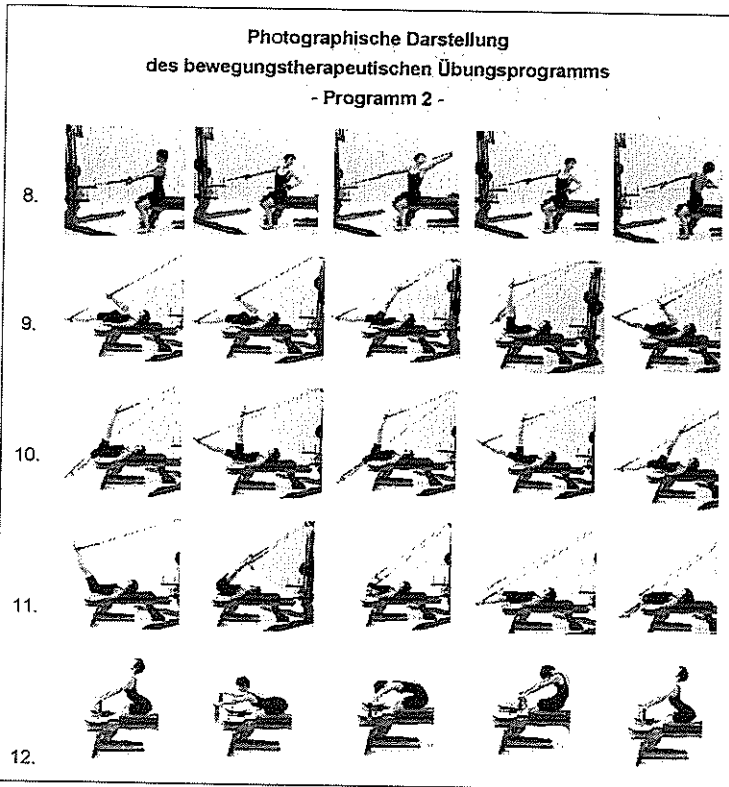 Photographische Darstellung
des bewegungstherapeutischen Übungsprogramms
- Programm 2 -
8.
9.
10.
11.
12.